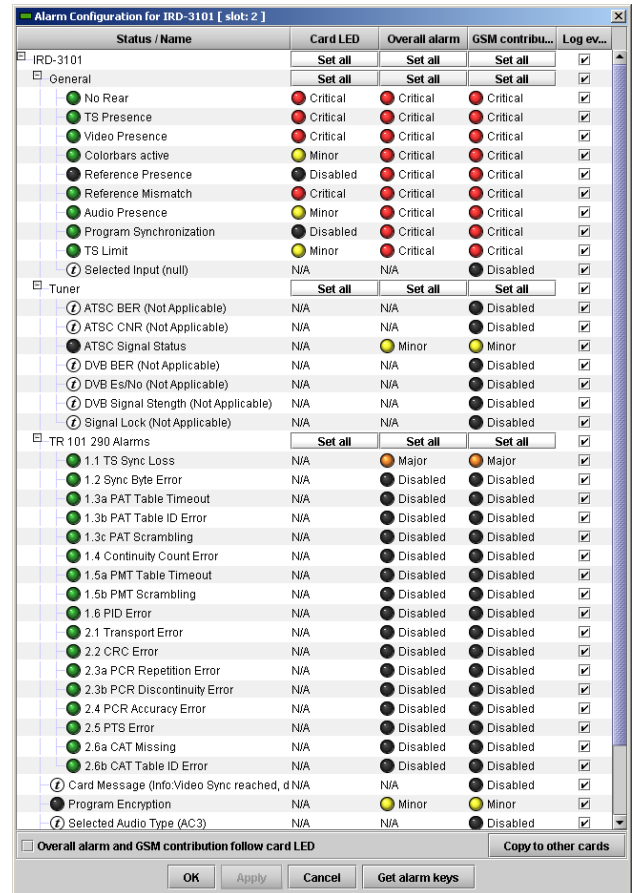 Alarm Configuration for IRD-3101 [ slot: 2 ]
Status / Name Card LED Overall alarm GSM contribu... Log ev...
IRD-3101 Set all Set all Set all
General Set all Set all Set all
No Rear Critical Critical Critical
TS Presence Critical Critical Critical
Video Presence Critical Critical Critical
Colorbars active Minor Critical Critical
Reference Presence Disabled Critical Critical
Reference Mismatch Critical Critical Critical
Audio Presence Minor Critical Critical
Program Synchronization Disabled Critical Critical
TS Limit Minor Critical Critical
t Selected Input (null) N/A N/A Disabled
Tuner Set all Set all Set all
t ATSC BER (Not Applicable) N/A N/A Disabled
t ATSC CNR (Not Applicable) N/A N/A Disabled
ATSC Signal Status N/A Minor Minor
t DVB BER (Not Applicable) N/A N/A Disabled
t DVB Es/No (Not Applicable) N/A N/A Disabled
t DVB Signal Stength (Not Applicable) N/A N/A Disabled
t Signal Lock (Not Applicable) N/A N/A Disabled
TR 101 290 Alarms Set all Set all Set all
1.1 TS Sync Loss N/A Major Major
1.2 Sync Byte Error N/A Disabled Disabled
1.3a PAT Table Timeout N/A Disabled Disabled
1.3b PAT Table ID Error N/A Disabled Disabled
1.3c PAT Scrambling N/A Disabled Disabled
1.4 Continuity Count Error N/A Disabled Disabled
1.5a PMT Table Timeout N/A Disabled Disabled
1.5b PMT Scrambling N/A Disabled Disabled
1.6 PID Error N/A Disabled Disabled
2.1 Transport Error N/A Disabled Disabled
2.2 CRC Error N/A Disabled Disabled
2.3a PCR Repetition Error N/A Disabled Disabled
2.3b PCR Discontinuity Error N/A Disabled Disabled
2.4 PCR Accuracy Error N/A Disabled Disabled
2.5 PTS Error N/A Disabled Disabled
2.6a CAT Missing N/A Disabled Disabled
2.6b CAT Table ID Error N/A Disabled Disabled
t Card Message (Info:Video Sync reached, d N/A N/A Disabled
Program Encryption N/A Minor Minor
t Selected Audio Type (AC3) N/A N/A Disabled
Overall alarm and GSM contribution follow card LED Copy to other cards
OK Apply Cancel Get alarm keys